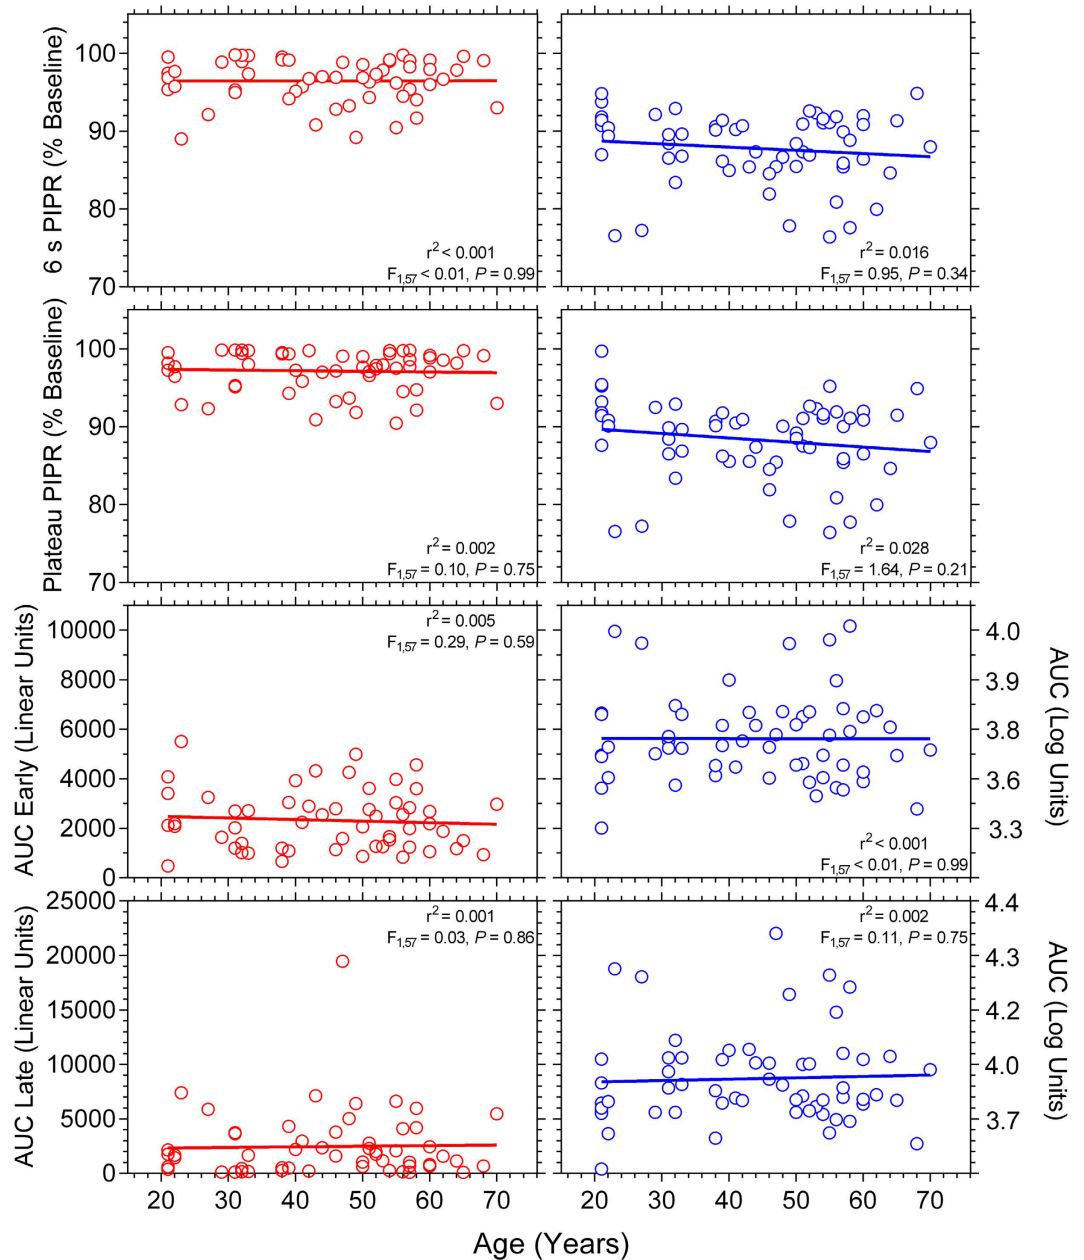 6 s PIPR (% Baseline)
100
90
80
70
r² < 0.001
F₁,₅₇ < 0.01, P = 0.99
r² = 0.016
F₁,₅₇ = 0.95, P = 0.34
Plateau PIPR (% Baseline)
100
90
80
70
r² = 0.002
F₁,₅₇ = 0.10, P = 0.75
r² = 0.028
F₁,₅₇ = 1.64, P = 0.21
AUC Early (Linear Units)
10000
8000
6000
4000
2000
0
r² = 0.005
F₁,₅₇ = 0.29, P = 0.59
r² < 0.001
F₁,₅₇ < 0.01, P = 0.99
4.0
3.9
3.8
3.6
3.3
AUC (Log Units)
AUC Late (Linear Units)
25000
20000
15000
10000
5000
0
r² = 0.001
F₁,₅₇ = 0.03, P = 0.86
r² = 0.002
F₁,₅₇ = 0.11, P = 0.75
4.4
4.3
4.2
4.0
3.7
AUC (Log Units)
20 30 40 50 60 70
20 30 40 50 60 70
Age (Years)